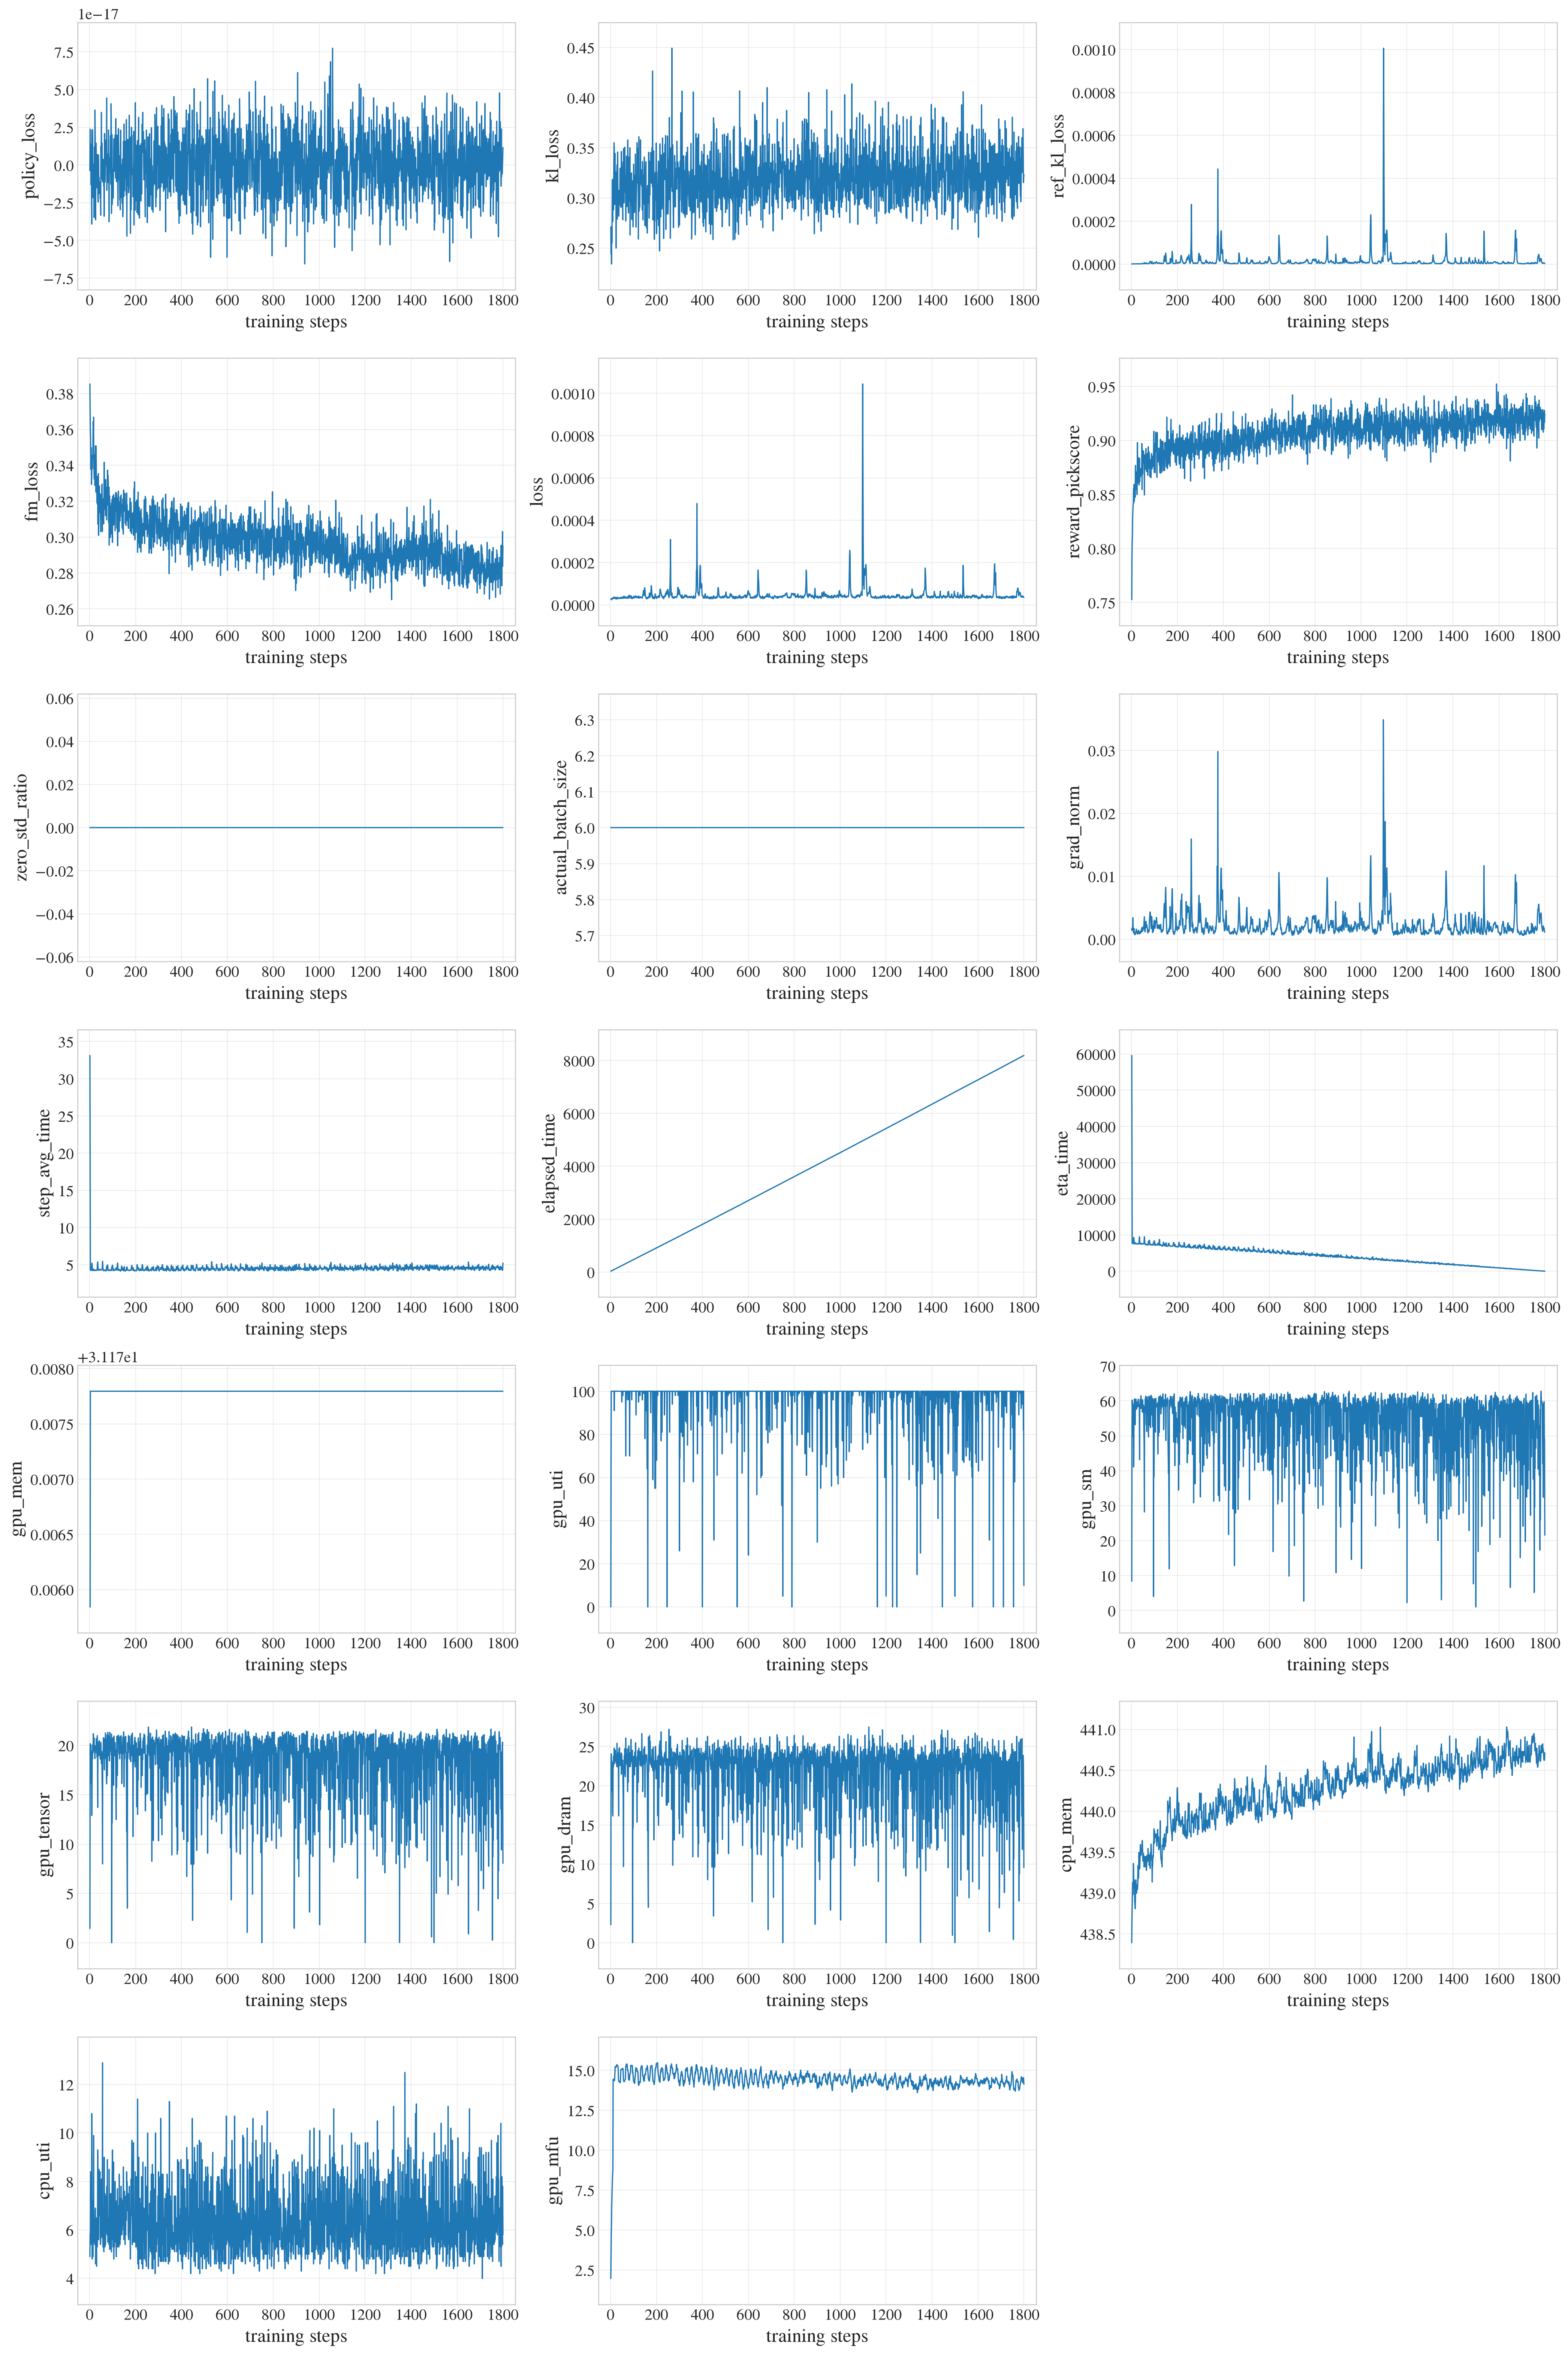 1e−17
policy_loss
7.5
5.0
2.5
0.0
−2.5
−5.0
−7.5
0 200 400 600 800 1000 1200 1400 1600 1800
training steps
kl_loss
0.45
0.40
0.35
0.30
0.25
0 200 400 600 800 1000 1200 1400 1600 1800
training steps
ref_kl_loss
0.0010
0.0008
0.0006
0.0004
0.0002
0.0000
0 200 400 600 800 1000 1200 1400 1600 1800
training steps
fm_loss
0.38
0.36
0.34
0.32
0.30
0.28
0.26
0 200 400 600 800 1000 1200 1400 1600 1800
training steps
loss
0.0010
0.0008
0.0006
0.0004
0.0002
0.0000
0 200 400 600 800 1000 1200 1400 1600 1800
training steps
reward_pickscore
0.95
0.90
0.85
0.80
0.75
0 200 400 600 800 1000 1200 1400 1600 1800
training steps
zero_std_ratio
0.06
0.04
0.02
0.00
−0.02
−0.04
−0.06
0 200 400 600 800 1000 1200 1400 1600 1800
training steps
actual_batch_size
6.3
6.2
6.1
6.0
5.9
5.8
5.7
0 200 400 600 800 1000 1200 1400 1600 1800
training steps
grad_norm
0.03
0.02
0.01
0.00
0 200 400 600 800 1000 1200 1400 1600 1800
training steps
step_avg_time
35
30
25
20
15
10
5
0 200 400 600 800 1000 1200 1400 1600 1800
training steps
elapsed_time
8000
6000
4000
2000
0
0 200 400 600 800 1000 1200 1400 1600 1800
training steps
eta_time
60000
50000
40000
30000
20000
10000
0
0 200 400 600 800 1000 1200 1400 1600 1800
training steps
+3.117e1
gpu_mem
0.0080
0.0075
0.0070
0.0065
0.0060
0 200 400 600 800 1000 1200 1400 1600 1800
training steps
gpu_uti
100
80
60
40
20
0
0 200 400 600 800 1000 1200 1400 1600 1800
training steps
gpu_sm
70
60
50
40
30
20
10
0
0 200 400 600 800 1000 1200 1400 1600 1800
training steps
gpu_tensor
20
15
10
5
0
0 200 400 600 800 1000 1200 1400 1600 1800
training steps
gpu_dram
30
25
20
15
10
5
0
0 200 400 600 800 1000 1200 1400 1600 1800
training steps
cpu_mem
441.0
440.5
440.0
439.5
439.0
438.5
0 200 400 600 800 1000 1200 1400 1600 1800
training steps
cpu_uti
12
10
8
6
4
0 200 400 600 800 1000 1200 1400 1600 1800
training steps
gpu_mfu
15.0
12.5
10.0
7.5
5.0
2.5
0 200 400 600 800 1000 1200 1400 1600 1800
training steps